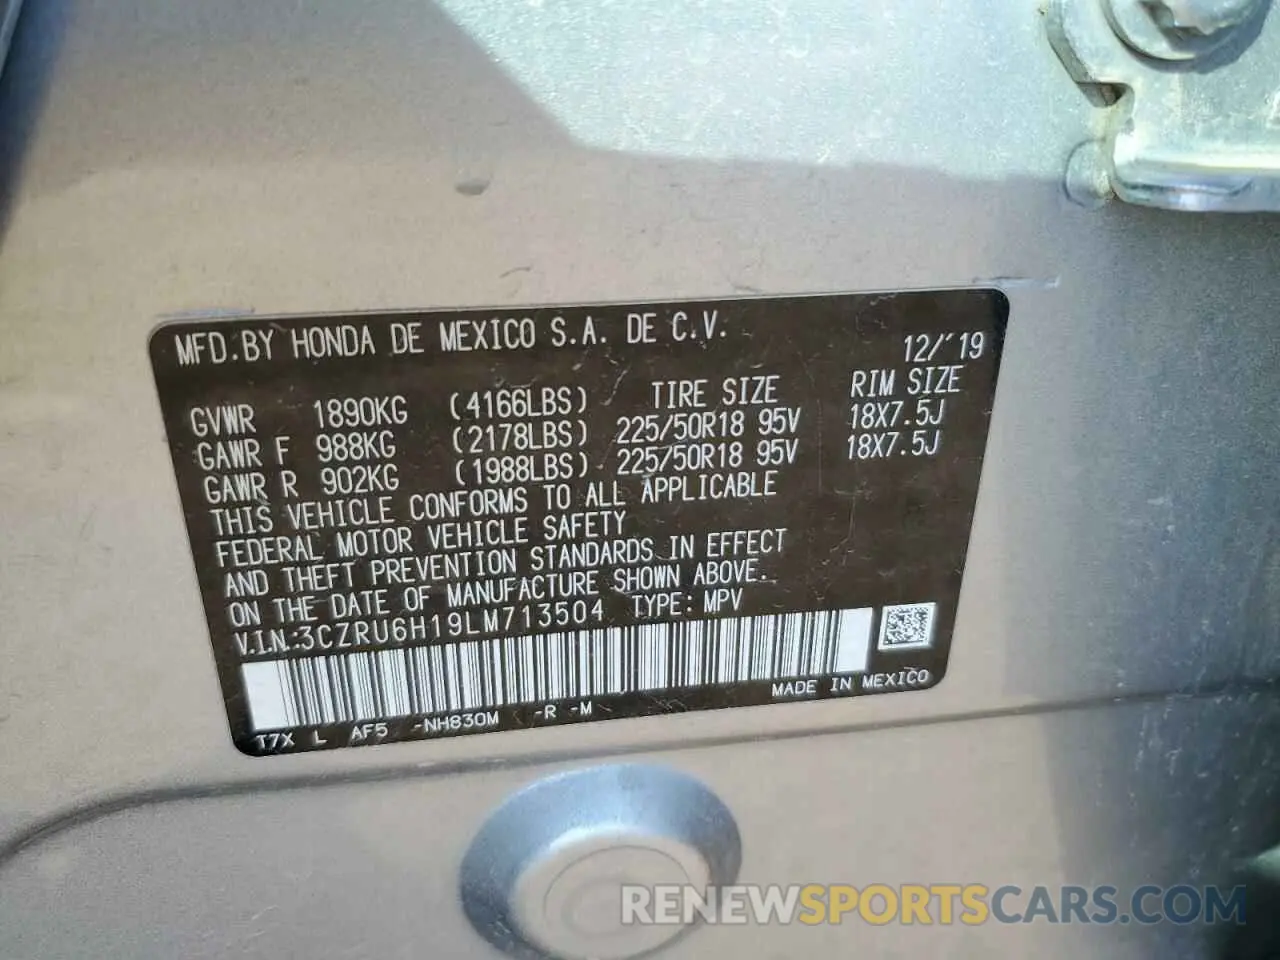 MFD.BY HONDA DE MEXICO S.A. DE C.V.
12/'19
GVWR 1890KG (4166LBS) TIRE SIZE RIM SIZE
GAWR F 988KG (2178LBS) 225/50R18 95V 18X7.5J
GAWR R 902KG (1988LBS) 225/50R18 95V 18X7.5J
THIS VEHICLE CONFORMS TO ALL APPLICABLE
FEDERAL MOTOR VEHICLE SAFETY
AND THEFT PREVENTION STANDARDS IN EFFECT
ON THE DATE OF MANUFACTURE SHOWN ABOVE.
V.I.N:3CZRU6H19LM713504 TYPE: MPV
MADE IN MEXICO
T7X L AF5 -NH830M -R -M
RENEWSPORTSCARS.COM